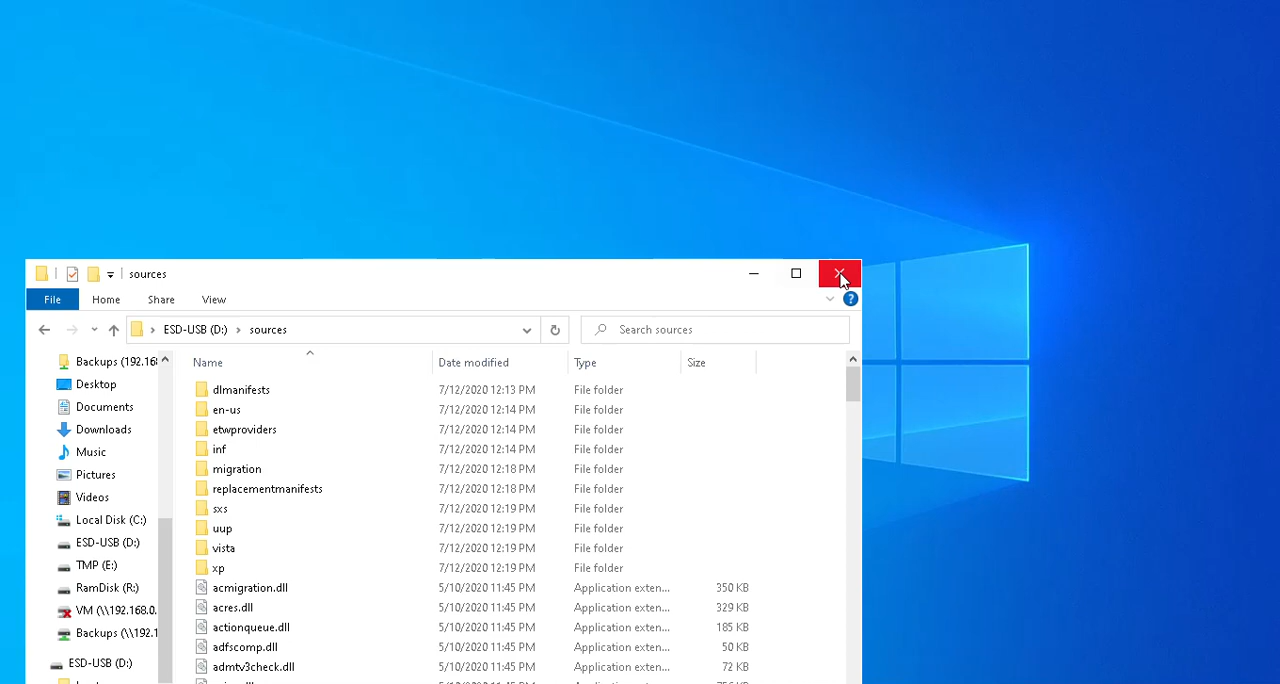 sources
File Home Share View
ESD-USB (D:) sources Search sources
Name Date modified Type Size
Backups (192.168
Desktop
Documents
Downloads
Music
Pictures
Videos
Local Disk (C:)
ESD-USB (D:)
TMP (E:)
RamDisk (R:)
VM (\\192.168.0.
Backups (\\192.1
ESD-USB (D:)
dlmanifests 7/12/2020 12:13 PM File folder
en-us 7/12/2020 12:14 PM File folder
etwproviders 7/12/2020 12:14 PM File folder
inf 7/12/2020 12:14 PM File folder
migration 7/12/2020 12:18 PM File folder
replacementmanifests 7/12/2020 12:18 PM File folder
sxs 7/12/2020 12:19 PM File folder
uup 7/12/2020 12:19 PM File folder
vista 7/12/2020 12:19 PM File folder
xp 7/12/2020 12:19 PM File folder
acmigration.dll 5/10/2020 11:45 PM Application exten... 350 KB
acres.dll 5/10/2020 11:45 PM Application exten... 329 KB
actionqueue.dll 5/10/2020 11:45 PM Application exten... 185 KB
adfscomp.dll 5/10/2020 11:45 PM Application exten... 50 KB
admtv3check.dll 5/10/2020 11:45 PM Application exten... 72 KB